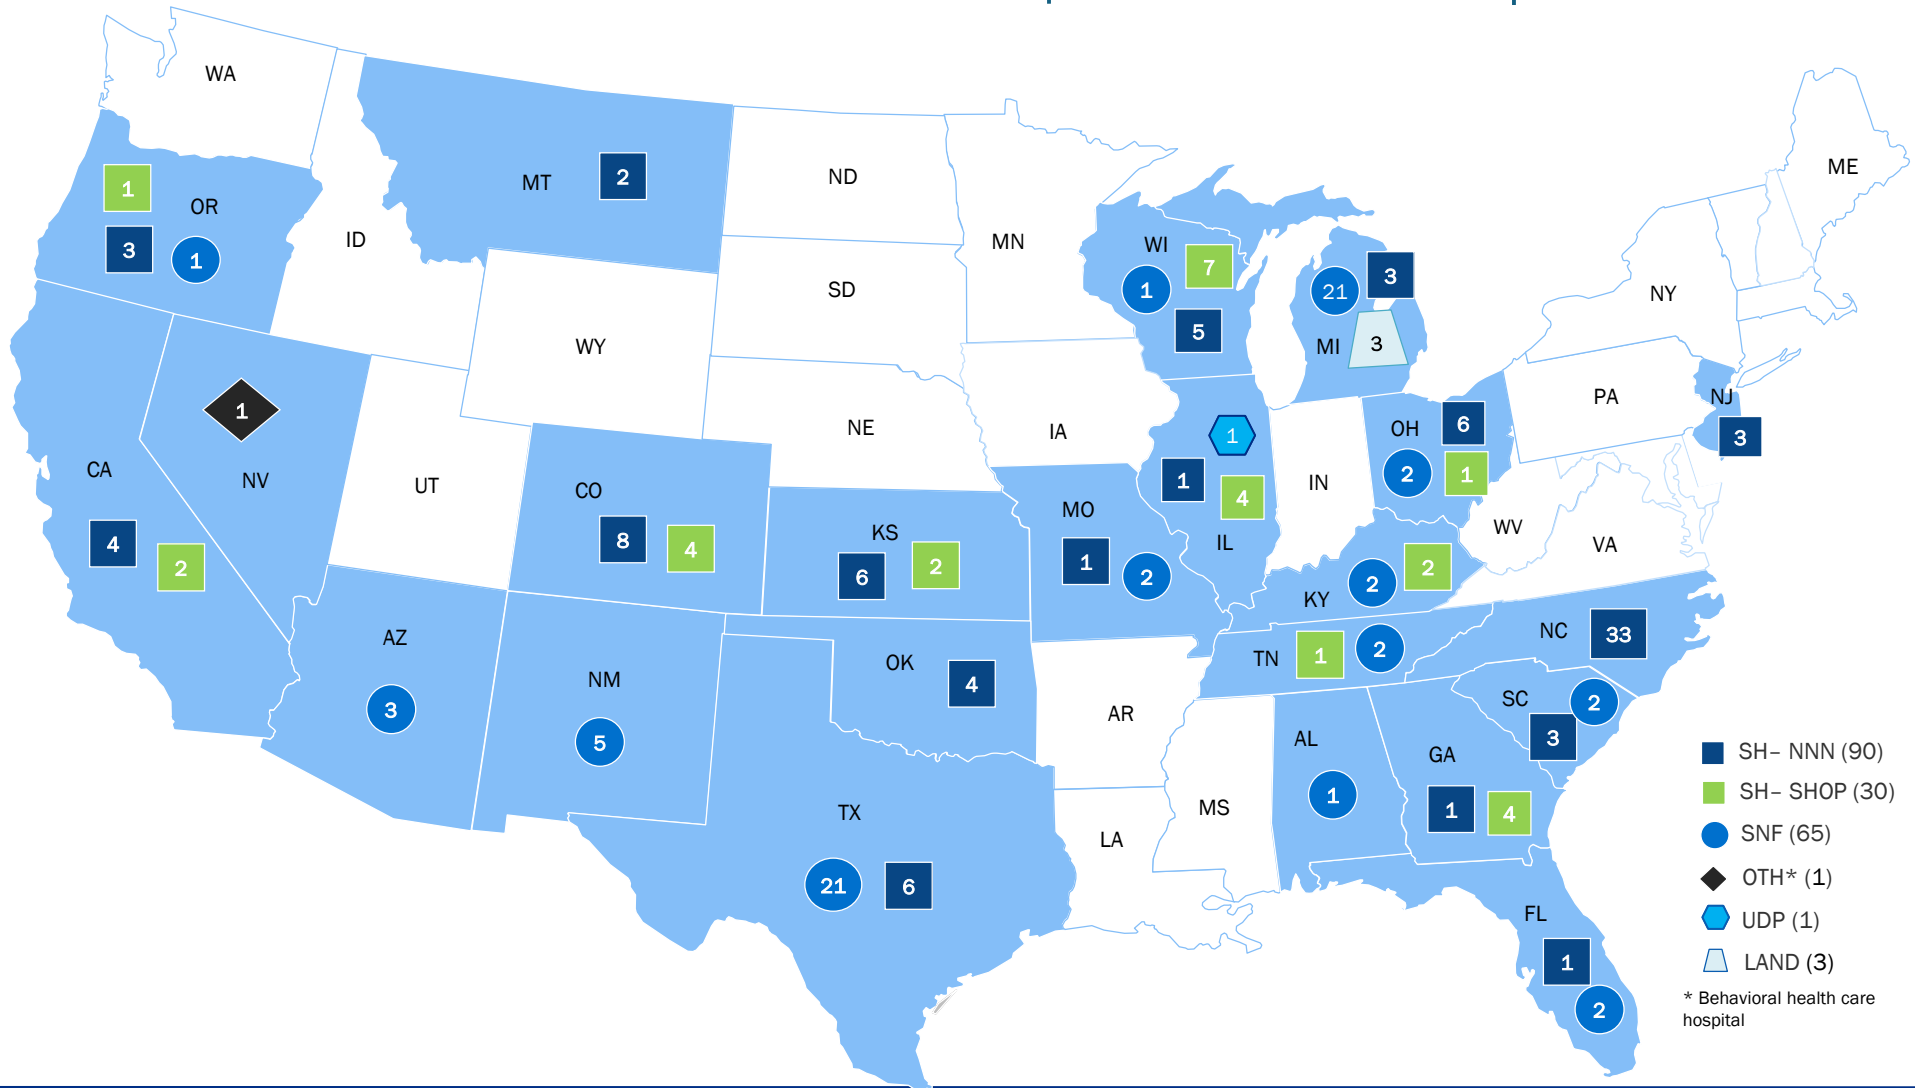 WA
MT
2
ND
ME
1
OR
3
1
ID
MN
SD
WI
7
1
5
21
3
MI
3
NY
WY
NE
IA
PA
NJ
3
1
NV
CA
4
2
UT
CO
8
4
KS
6
2
MO
1
2
1
1
4
IL
IN
OH
6
2
1
WV
VA
KY
2
2
AZ
3
NM
5
OK
4
AR
TN
1
2
NC
33
SC
2
3
TX
21
6
LA
MS
AL
1
GA
1
4
FL
1
2
SH– NNN (90)
SH– SHOP (30)
SNF (65)
OTH* (1)
UDP (1)
LAND (3)
* Behavioral health care
hospital